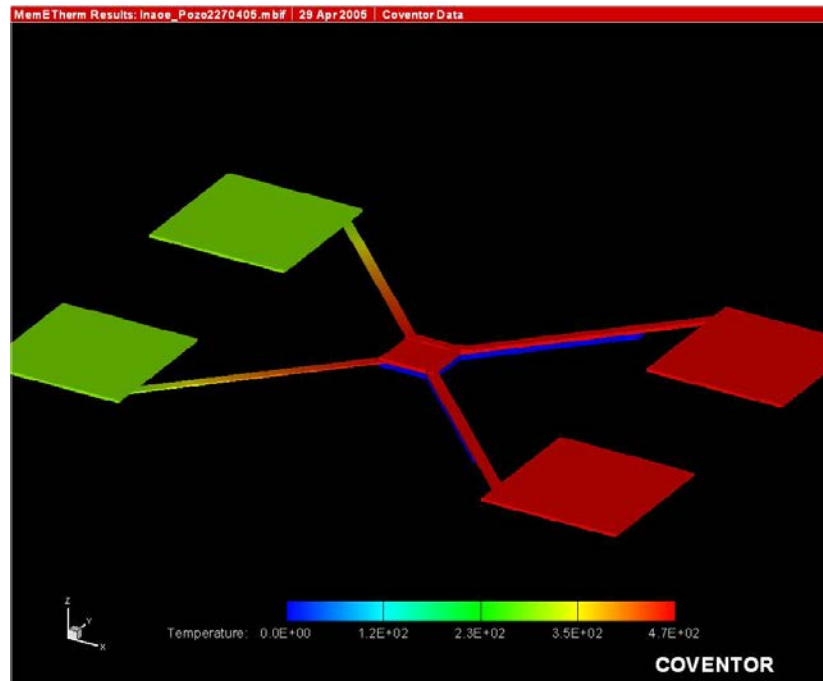 MemETherm Results: Inaoe_Pozo2270405.mbif | 29 Apr 2005 | Coventor Data
Z
Y
X
Temperature: 0.0E+00 1.2E+02 2.3E+02 3.5E+02 4.7E+02
COVENTOR